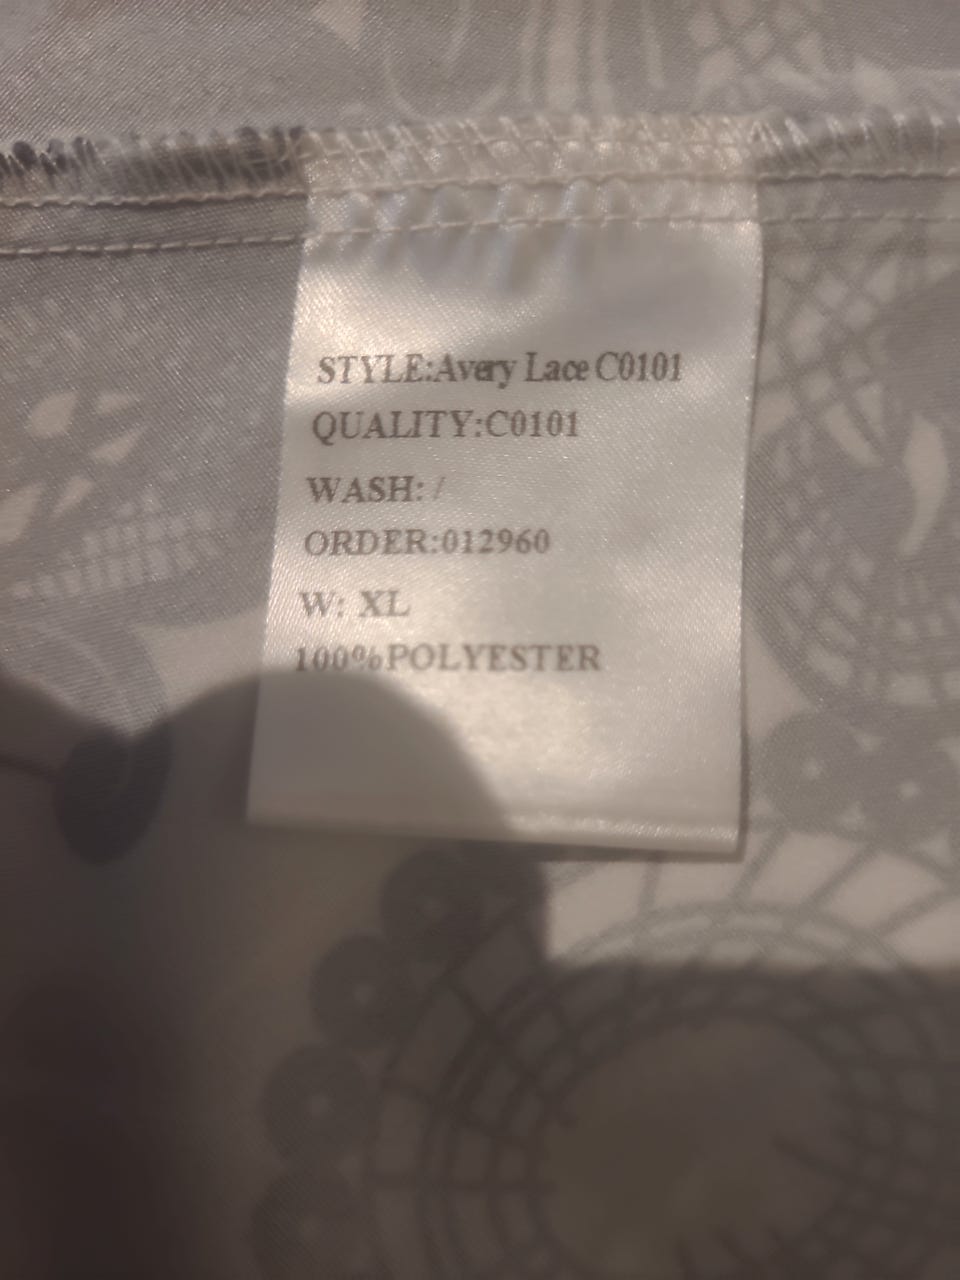 STYLE:Avery Lace C0101
QUALITY:C0101
WASH: /
ORDER:012960
W: XL
100%POLYESTER